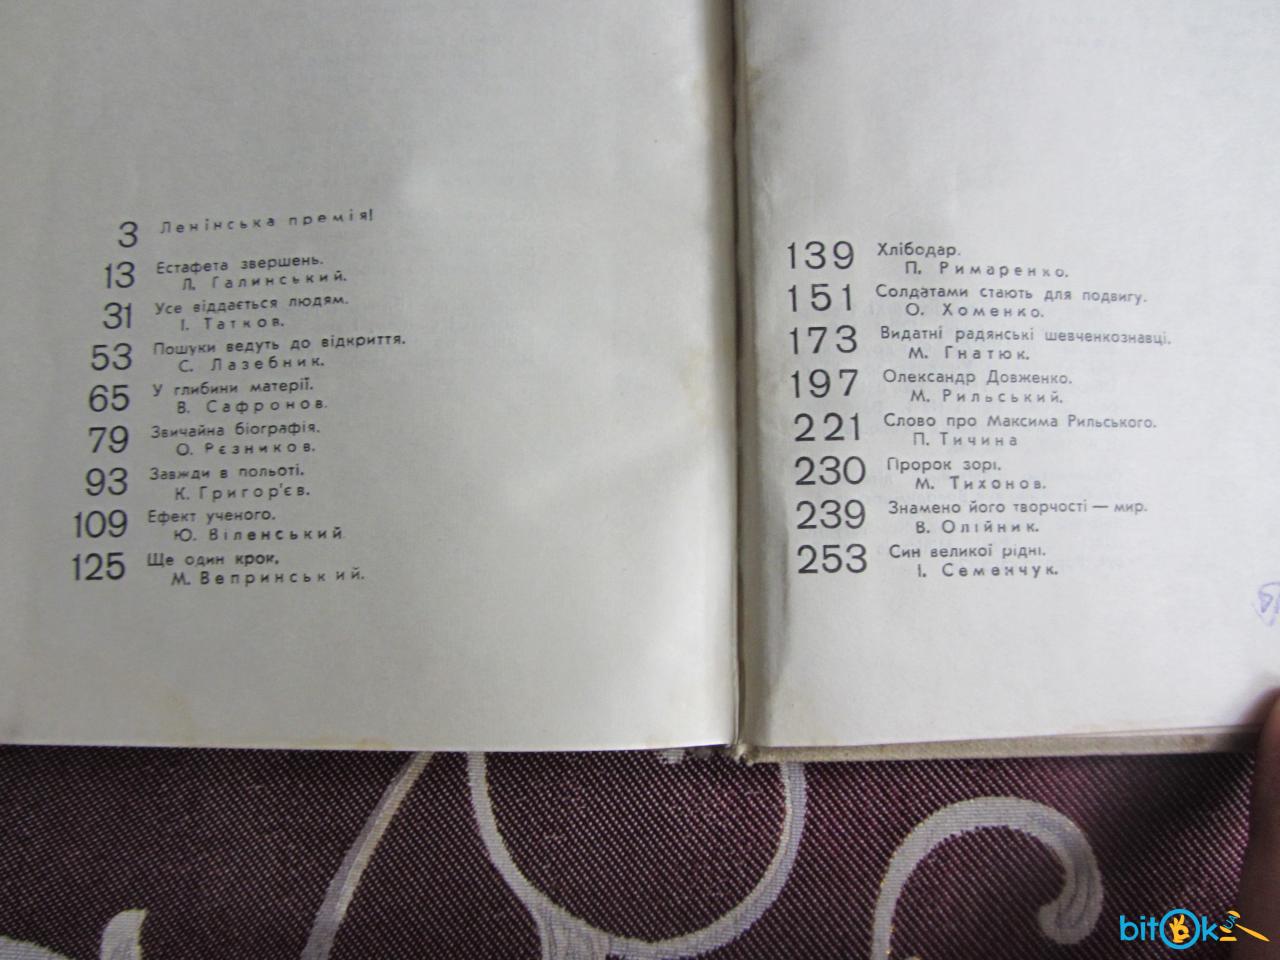 3 Ленінська премія!
13 Естафета звершень.
Л. Галинський.
31 Усе віддається людям.
І. Татков.
53 Пошуки ведуть до відкриття.
С. Лазебник.
65 У глибини матерії.
В. Сафронов.
79 Звичайна біографія.
О. Рєзников.
93 Завжди в польоті.
К. Григор'єв.
109 Ефект ученого.
Ю. Віленський.
125 Ще один крок.
М. Вепринський.
139 Хлібодар.
П. Римаренко.
151 Солдатами стають для подвигу.
О. Хоменко.
173 Видатні радянські шевченкознавці.
М. Гнатюк.
197 Олександр Довженко.
М. Рильський.
221 Слово про Максима Рильського.
П. Тичина
230 Пророк зорі.
М. Тихонов.
239 Знамено його творчості — мир.
В. Олійник.
253 Син великої рідні.
І. Семенчук.
bitOk
UA